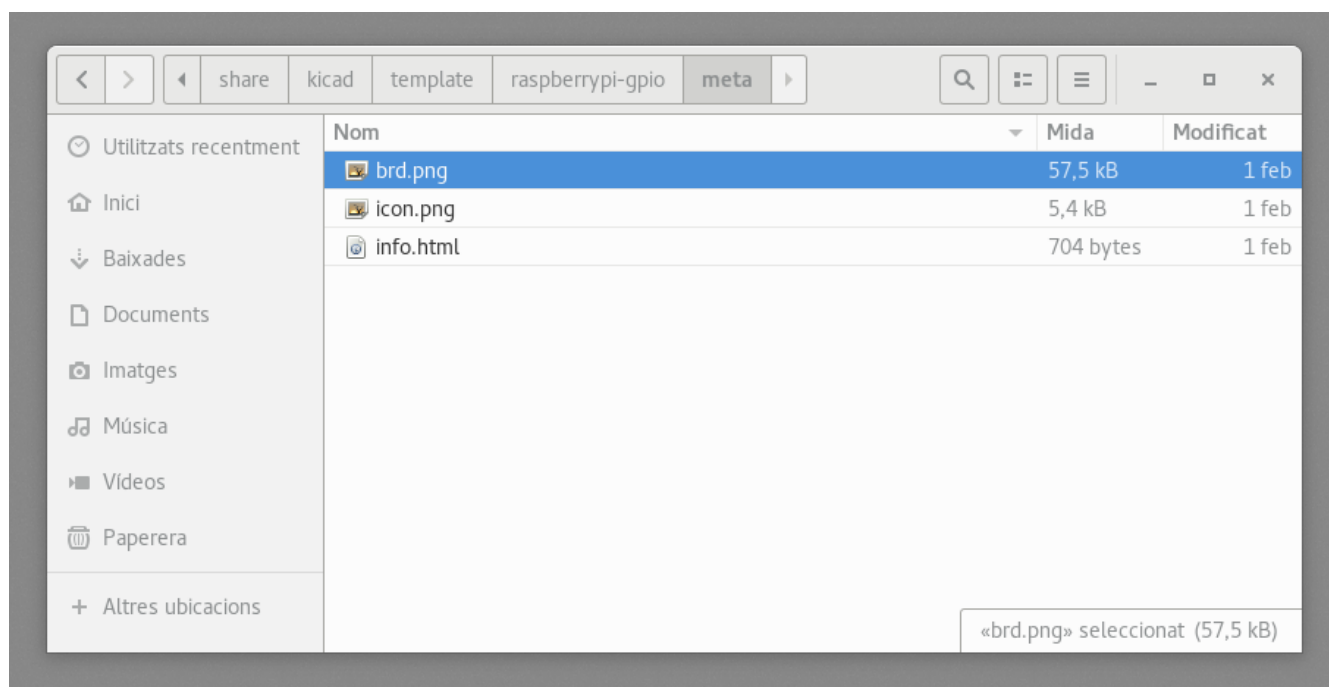 share kicad template raspberrypi-gpio meta
Nom Mida Modificat
Utilitzats recentment
Inici
Baixades
Documents
Imatges
Música
Vídeos
Paperera
Altres ubicacions
brd.png 57,5 kB 1 feb
icon.png 5,4 kB 1 feb
info.html 704 bytes 1 feb
«brd.png» seleccionat (57,5 kB)